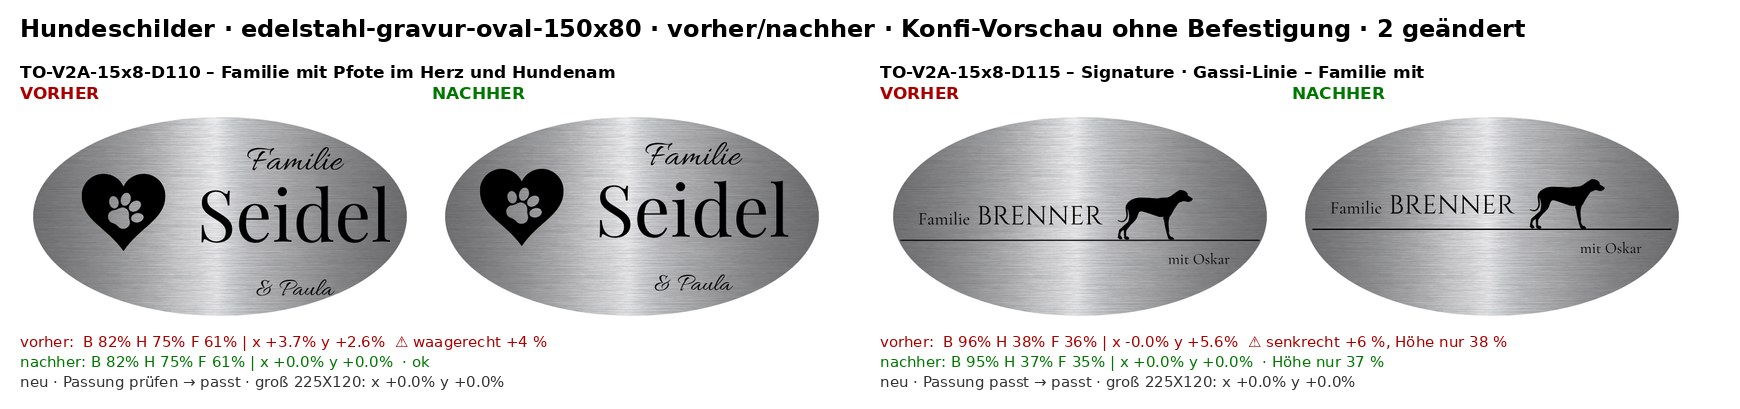 Hundeschilder · edelstahl-gravur-oval-150x80 · vorher/nachher · Konfi-Vorschau ohne Befestigung · 2 geändert
TO-V2A-15x8-D110 – Familie mit Pfote im Herz und Hundenam
VORHER
NACHHER
Familie
Seidel
& Paula
Familie
Seidel
& Paula
vorher: B 82% H 75% F 61% | x +3.7% y +2.6% ⚠ waagerecht +4 %
nachher: B 82% H 75% F 61% | x +0.0% y +0.0% · ok
neu · Passung prüfen → passt · groß 225X120: x +0.0% y +0.0%
TO-V2A-15x8-D115 – Signature · Gassi-Linie – Familie mit
VORHER
NACHHER
Familie BRENNER
mit Oskar
Familie BRENNER
mit Oskar
vorher: B 96% H 38% F 36% | x -0.0% y +5.6% ⚠ senkrecht +6 %, Höhe nur 38 %
nachher: B 95% H 37% F 35% | x +0.0% y +0.0% · Höhe nur 37 %
neu · Passung passt → passt · groß 225X120: x +0.0% y +0.0%